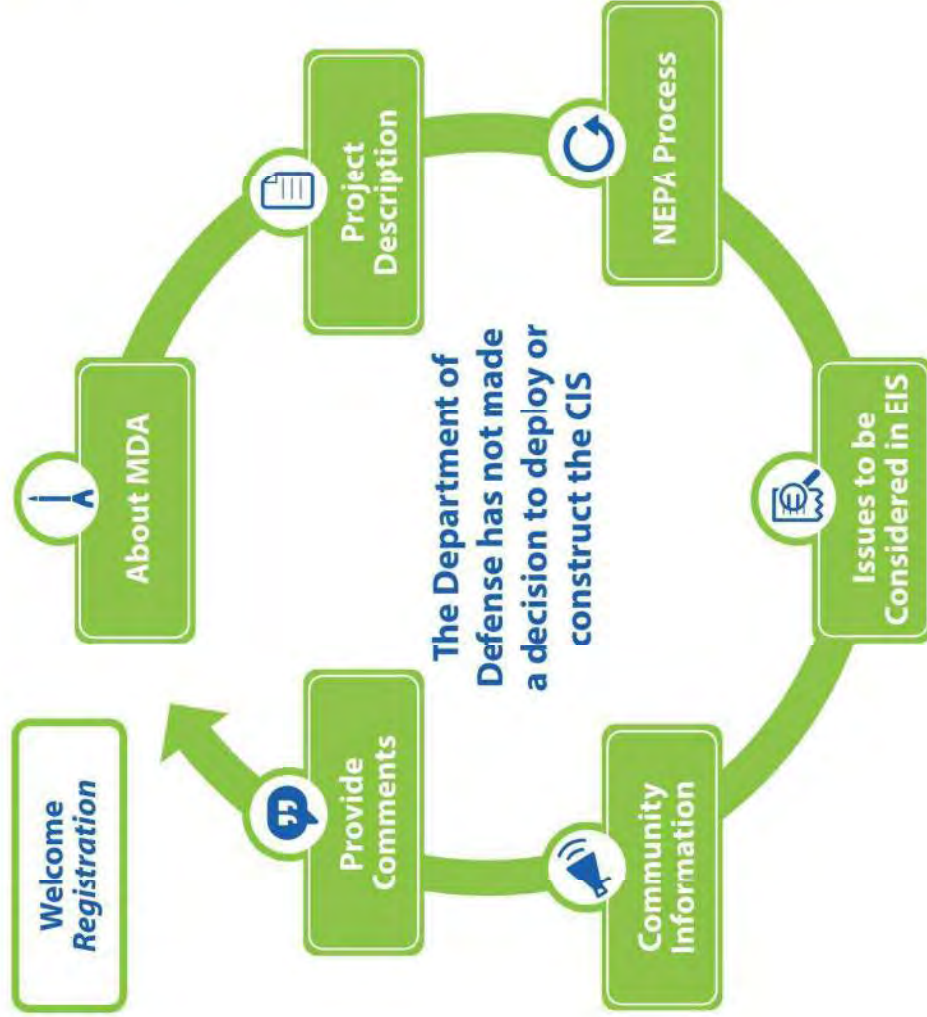 Welcome
Registration
About MDA
Project
Description
NEPA Process
Issues to be
Considered in EIS
Community
Information
Provide
Comments
The Department of
Defense has not made
a decision to deploy or
construct the CIS